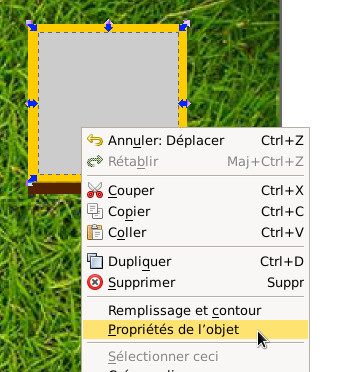 Annuler: Déplacer Ctrl+Z
Rétablir Maj+Ctrl+Z
Couper Ctrl+X
Copier Ctrl+C
Coller Ctrl+V
Dupliquer Ctrl+D
Supprimer Suppr
Remplissage et contour
Propriétés de l'objet
Sélectionner ceci